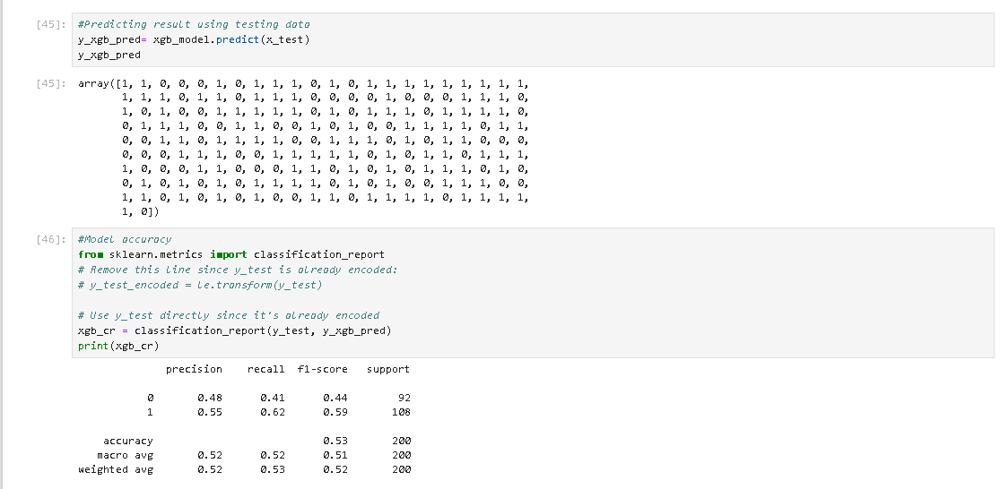 [45]: #Predicting result using testing data
y_xgb_pred= xgb_model.predict(x_test)
y_xgb_pred
[45]: array([1, 1, 0, 0, 0, 1, 0, 1, 1, 1, 0, 1, 0, 1, 1, 1, 1, 1, 1, 1, 1, 1,
1, 1, 1, 0, 1, 1, 0, 1, 1, 1, 0, 0, 0, 0, 1, 0, 0, 0, 1, 1, 1, 0,
1, 0, 1, 0, 0, 1, 1, 1, 1, 1, 0, 1, 0, 1, 1, 0, 1, 1, 1, 1, 1, 0,
0, 1, 1, 1, 0, 0, 1, 1, 0, 0, 1, 0, 1, 0, 0, 1, 1, 1, 1, 0, 1, 1,
0, 0, 1, 1, 0, 1, 1, 1, 1, 0, 0, 1, 1, 0, 1, 0, 1, 1, 0, 0, 0,
0, 0, 0, 1, 1, 1, 0, 0, 1, 1, 1, 1, 0, 1, 0, 1, 1, 0, 1, 1, 1,
1, 0, 0, 0, 1, 1, 0, 0, 0, 1, 1, 0, 1, 0, 1, 0, 1, 1, 1, 0, 1, 0,
0, 1, 0, 1, 0, 1, 1, 1, 1, 1, 0, 1, 0, 1, 0, 0, 1, 1, 1, 0, 0,
1, 1, 0, 1, 0, 1, 0, 1, 0, 0, 1, 1, 0, 1, 1, 1, 1, 0, 1, 1, 1, 1,
1, 0])
[46]: #Model accuracy
from sklearn.metrics import classification_report
# Remove this line since y_test is already encoded:
# y_test_encoded = le.transform(y_test)
# Use y_test directly since it's already encoded
xgb_cr = classification_report(y_test, y_xgb_pred)
print(xgb_cr)
precision recall f1-score support
0 0.48 0.41 0.44 92
1 0.55 0.62 0.59 108
accuracy 0.53 200
macro avg 0.52 0.52 0.51 200
weighted avg 0.52 0.53 0.52 200